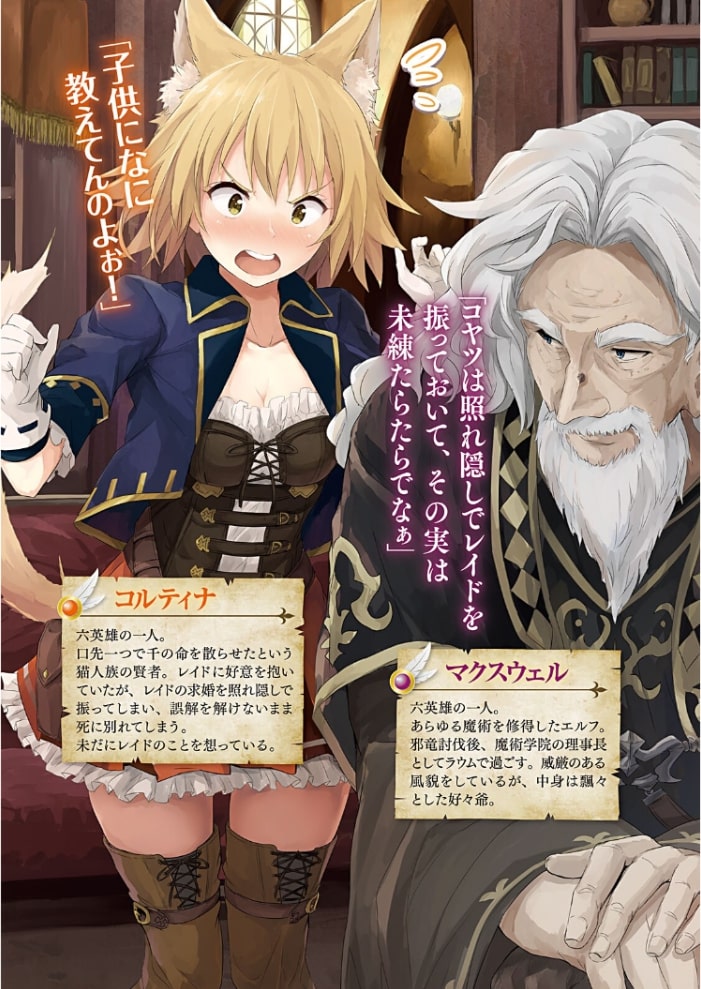 「子供になに
教えてんのよぉ！」
「コヤツは照れ隠しでレイドを
振っておいて、その実は
未練たらたらでなぁ」
コルティナ
六英雄の一人。
口先一つで千の命を散らせたという
猫人族の賢者。レイドに好意を抱い
ていたが、レイドの求婚を照れ隠しで
振ってしまい、誤解を解けないまま
死に別れてしまう。
未だにレイドのことを想っている。
マクスウェル
六英雄の一人。
あらゆる魔術を修得したエルフ。
邪竜討伐後、魔術学院の理事長
としてラウムで過ごす。威厳のある
風貌をしているが、中身は飄々
とした好々爺。